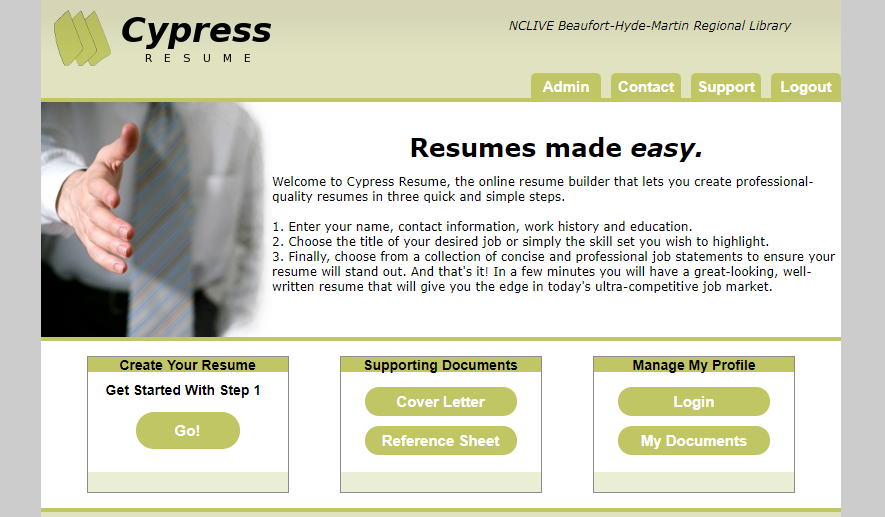 Cypress
RESUME
NCLIVE Beaufort-Hyde-Martin Regional Library
Admin
Contact
Support
Logout
Resumes made easy.
Welcome to Cypress Resume, the online resume builder that lets you create professional-
quality resumes in three quick and simple steps.
1. Enter your name, contact information, work history and education.
2. Choose the title of your desired job or simply the skill set you wish to highlight.
3. Finally, choose from a collection of concise and professional job statements to ensure your
resume will stand out. And that's it! In a few minutes you will have a great-looking, well-
written resume that will give you the edge in today's ultra-competitive job market.
Create Your Resume
Get Started With Step 1
Go!
Supporting Documents
Cover Letter
Reference Sheet
Manage My Profile
Login
My Documents